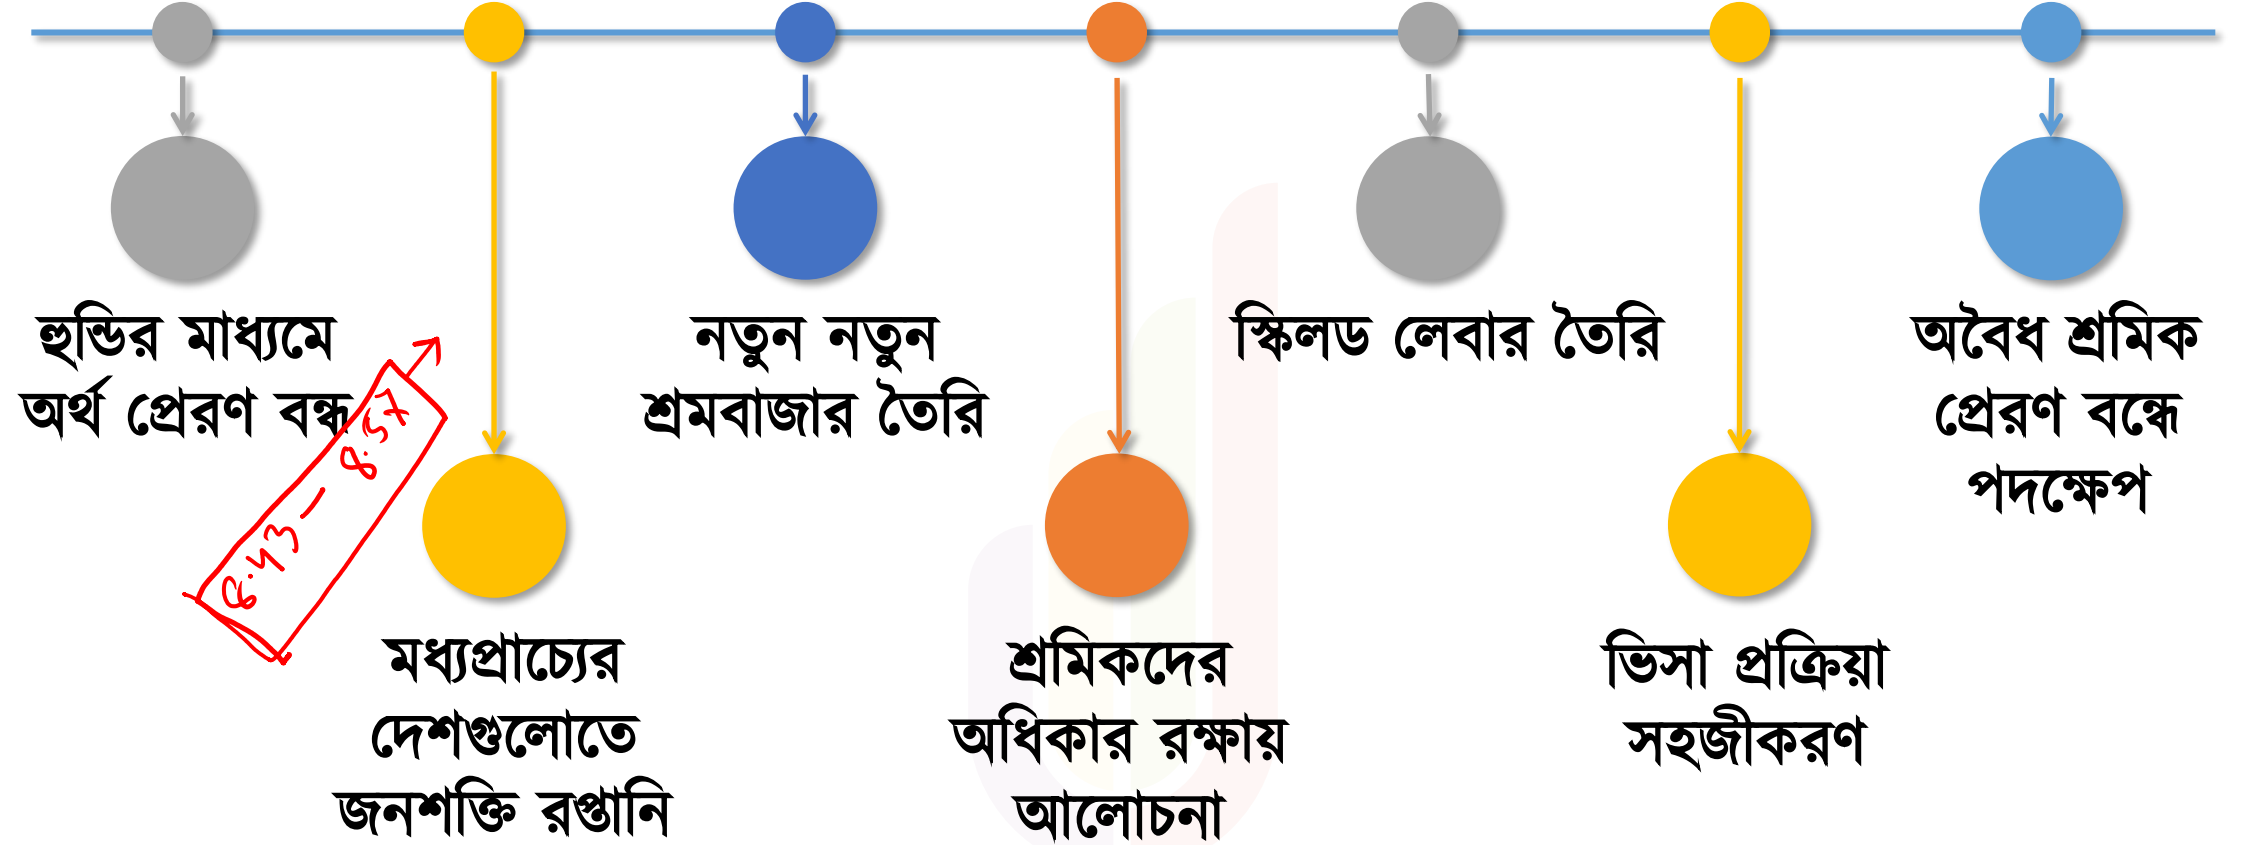 হুন্ডির মাধ্যমে
অর্থ প্রেরণ বন্ধ
মধ্যপ্রাচ্যের
দেশগুলোতে
জনশক্তি রপ্তানি
নতুন নতুন
শ্রমবাজার তৈরি
শ্রমিকদের
অধিকার রক্ষায়
আলোচনা
স্কিলড লেবার তৈরি
ভিসা প্রক্রিয়া
সহজীকরণ
অবৈধ শ্রমিক
প্রেরণ বন্ধে
পদক্ষেপ